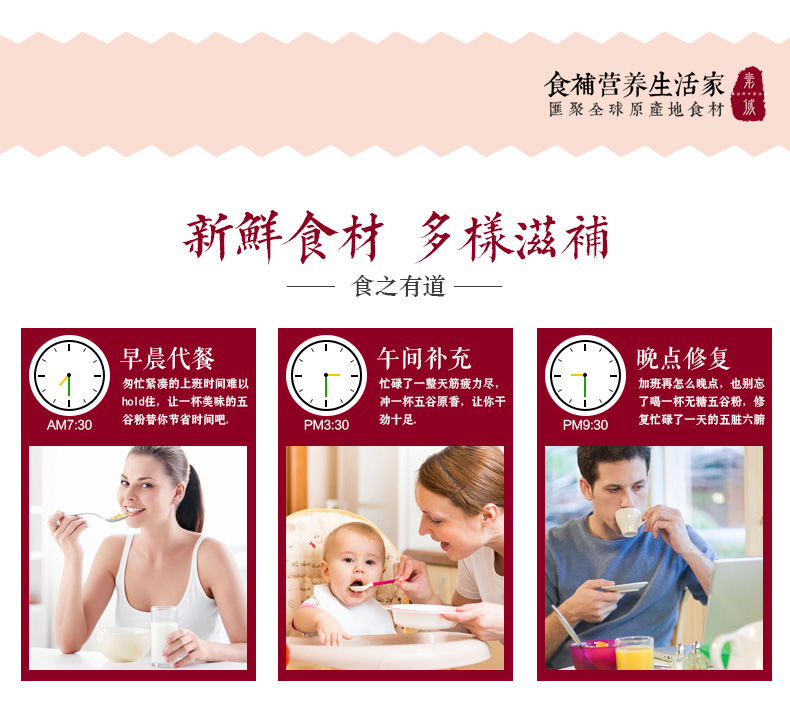 食補营养生活家
匯聚全球原產地食材
新鮮食材 多樣滋補
食之有道
早晨代餐
匆忙紧凑的上班时间难以
hold住，让一杯美味的五
谷粉替你节省时间吧.
AM7:30
午间补充
忙碌了一整天筋疲力尽，
冲一杯五谷原香，让你干
劲十足.
PM3:30
晚点修复
加班再怎么晚点，也别忘
了喝一杯无糖五谷粉，修
复忙碌了一天的五脏六腑
PM9:30